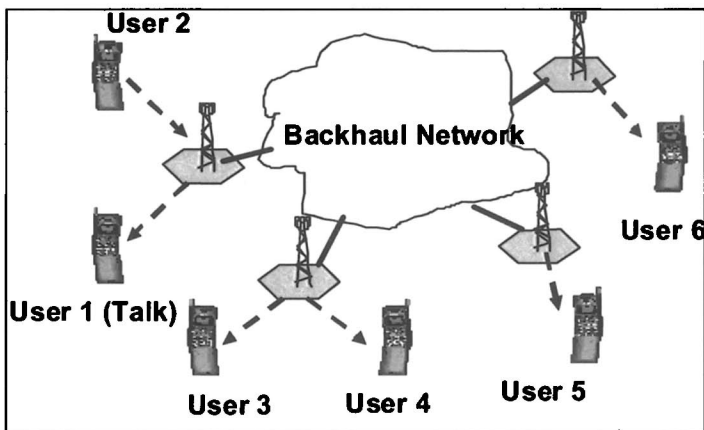 User 2
Backhaul Network
User 6
User 1 (Talk)
User 5
User 3
User 4